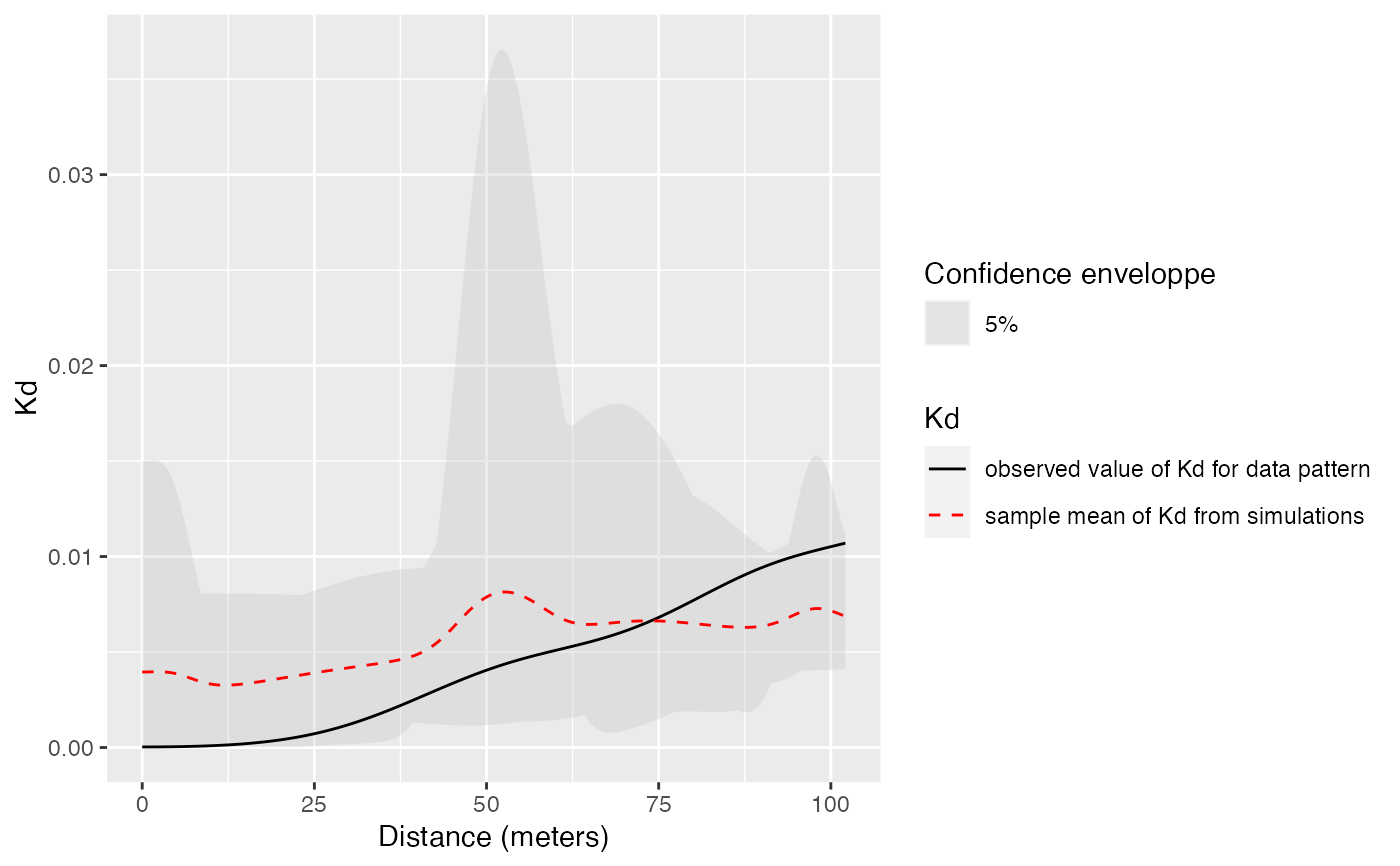 0.03
0.02
0.01
0.00
Kd
0
25
50
75
100
Distance (meters)
Confidence enveloppe
5%
Kd
observed value of Kd for data pattern
sample mean of Kd from simulations